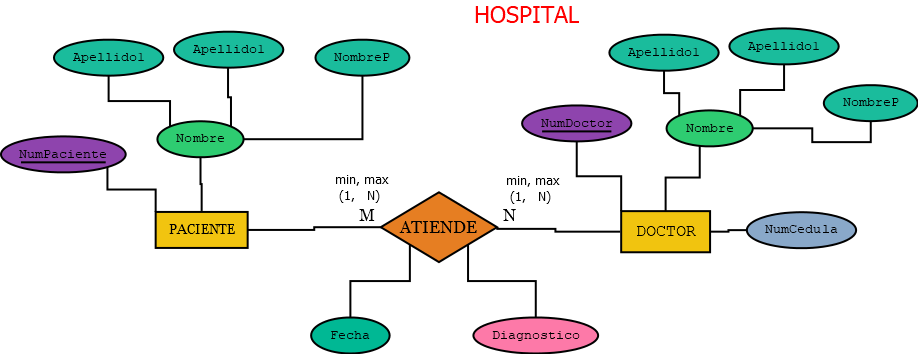 HOSPITAL
Apellido1
Apellido1
NombreP
Nombre
NumPaciente
PACIENTE
min, max
(1, N)
M
ATIENDE
min, max
(1, N)
N
Fecha
Diagnostico
Apellido1
Apellido1
NombreP
Nombre
NumDoctor
DOCTOR
NumCedula